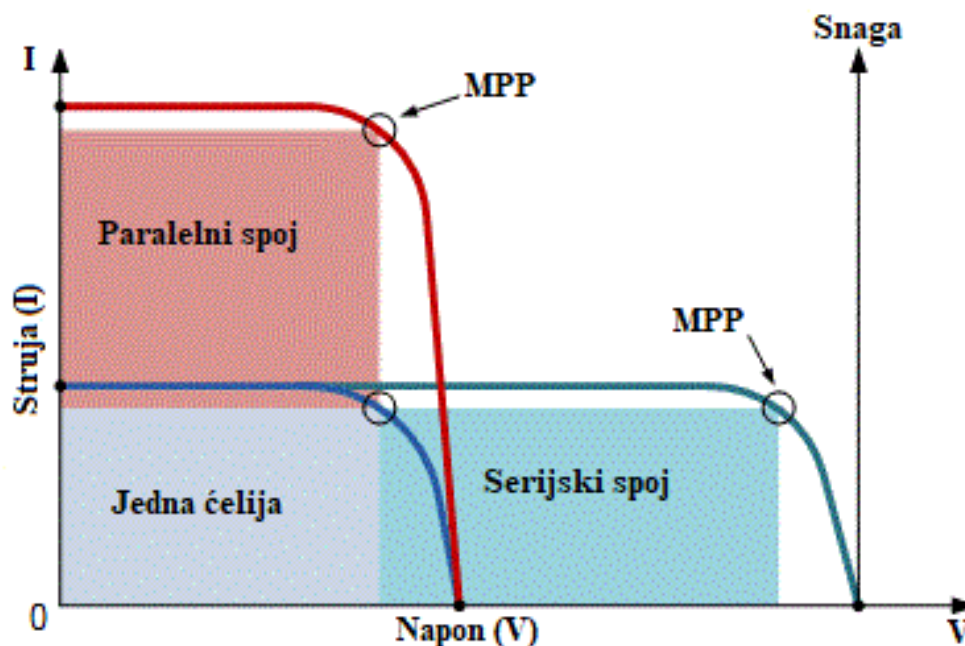 I
Snaga
MPP
Paralelni spoj
Struja (I)
MPP
Jedna ćelija
Serijski spoj
0
Napon (V)
V